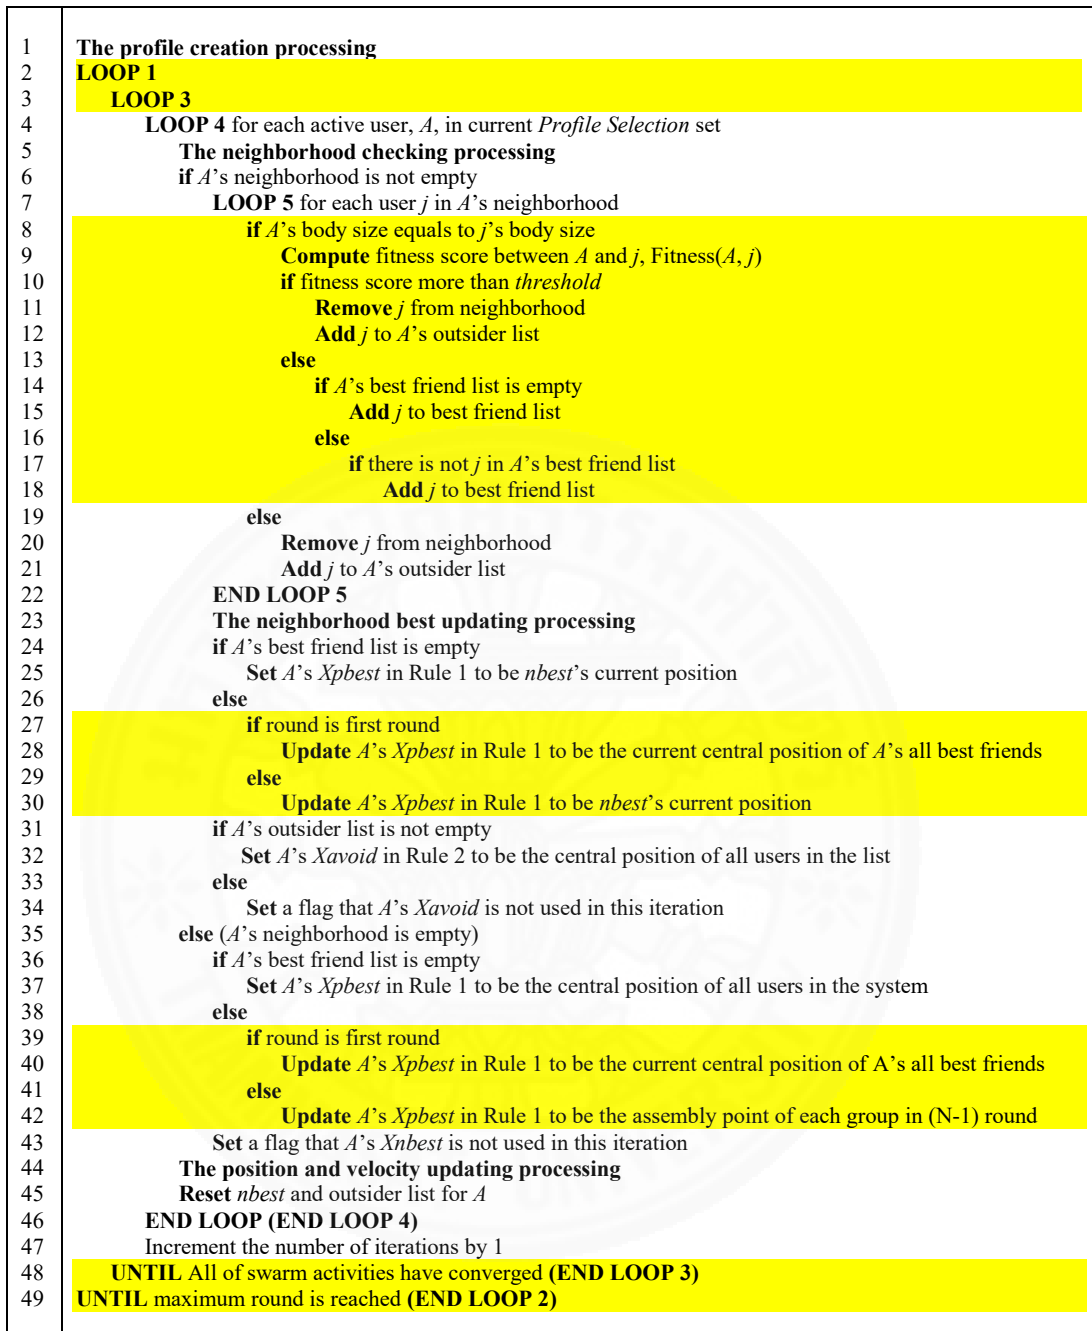 1 The profile creation processing
2 LOOP 1
3 LOOP 3
4 LOOP 4 for each active user, A, in current Profile Selection set
5 The neighborhood checking processing
6 if A's neighborhood is not empty
7 LOOP 5 for each user j in A's neighborhood
8 if A's body size equals to j's body size
9 Compute fitness score between A and j, Fitness(A, j)
10 if fitness score more than threshold
11 Remove j from neighborhood
12 Add j to A's outsider list
13 else
14 if A's best friend list is empty
15 Add j to best friend list
16 else
17 if there is not j in A's best friend list
18 Add j to best friend list
19 else
20 Remove j from neighborhood
21 Add j to A's outsider list
22 END LOOP 5
23 The neighborhood best updating processing
24 if A's best friend list is empty
25 Set A's Xpbest in Rule 1 to be nbest's current position
26 else
27 if round is first round
28 Update A's Xpbest in Rule 1 to be the current central position of A's all best friends
29 else
30 Update A's Xpbest in Rule 1 to be nbest's current position
31 if A's outsider list is not empty
32 Set A's Xavoid in Rule 2 to be the central position of all users in the list
33 else
34 Set a flag that A's Xavoid is not used in this iteration
35 else (A's neighborhood is empty)
36 if A's best friend list is empty
37 Set A's Xpbest in Rule 1 to be the central position of all users in the system
38 else
39 if round is first round
40 Update A's Xpbest in Rule 1 to be the current central position of A's all best friends
41 else
42 Update A's Xpbest in Rule 1 to be the assembly point of each group in (N-1) round
43 Set a flag that A's Xnbest is not used in this iteration
44 The position and velocity updating processing
45 Reset nbest and outsider list for A
46 END LOOP (END LOOP 4)
47 Increment the number of iterations by 1
48 UNTIL All of swarm activities have converged (END LOOP 3)
49 UNTIL maximum round is reached (END LOOP 2)